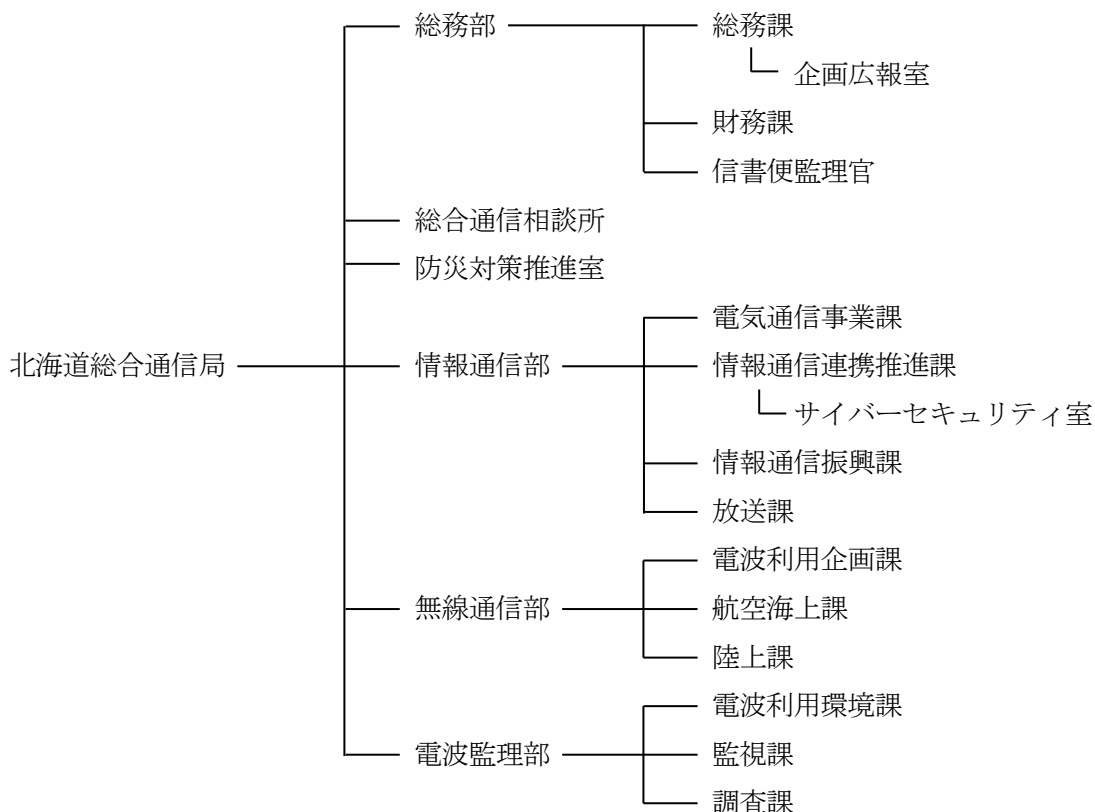 総務部
総務課
企画広報室
財務課
信書便監理官
総合通信相談所
防災対策推進室
北海道総合通信局
情報通信部
電気通信事業課
情報通信連携推進課
サイバーセキュリティ室
情報通信振興課
放送課
無線通信部
電波利用企画課
航空海上課
陸上課
電波監理部
電波利用環境課
監視課
調査課